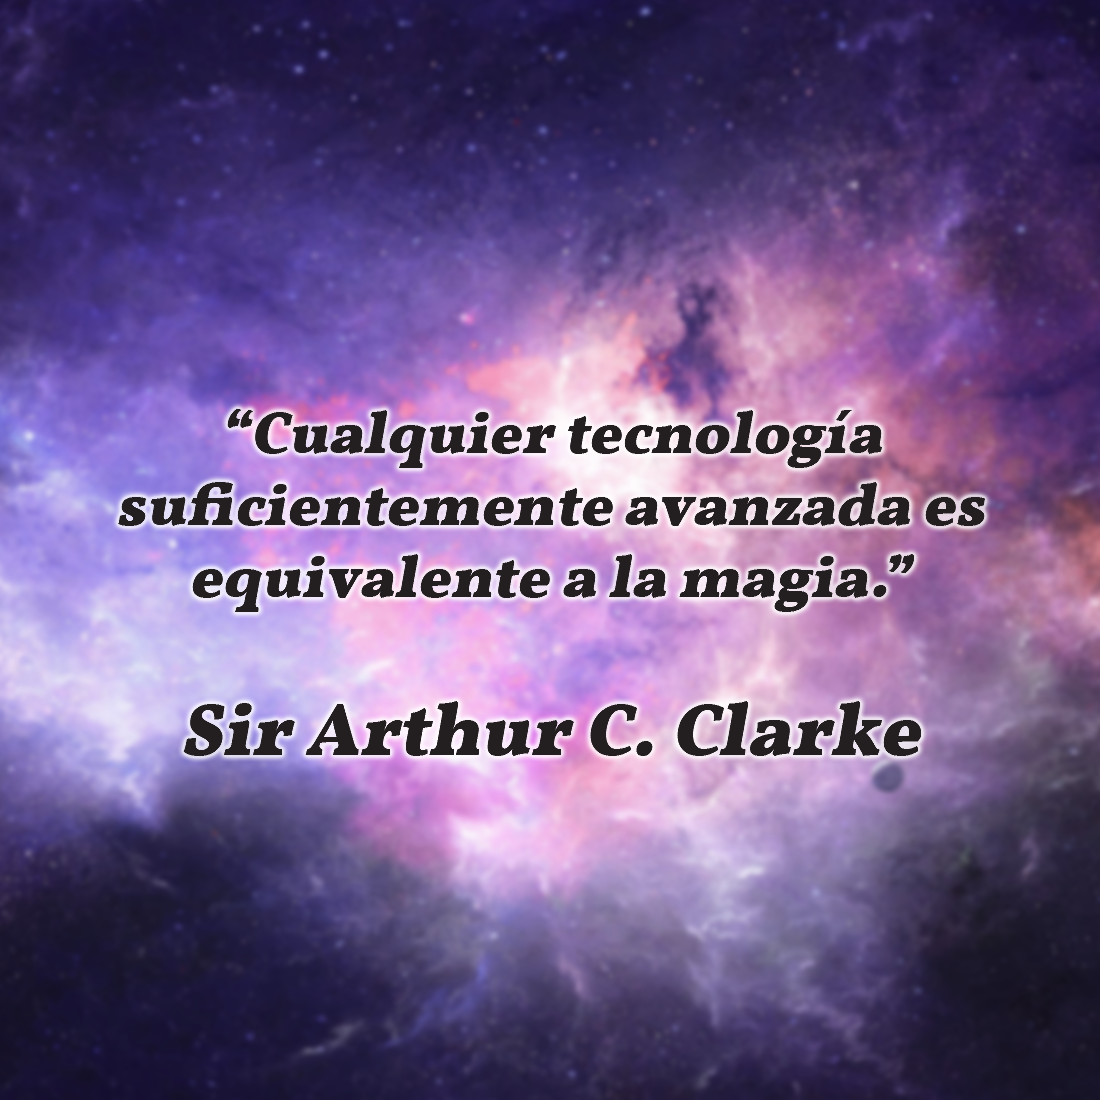 “Cualquier tecnología
suficientemente avanzada es
equivalente a la magia.”
Sir Arthur C. Clarke